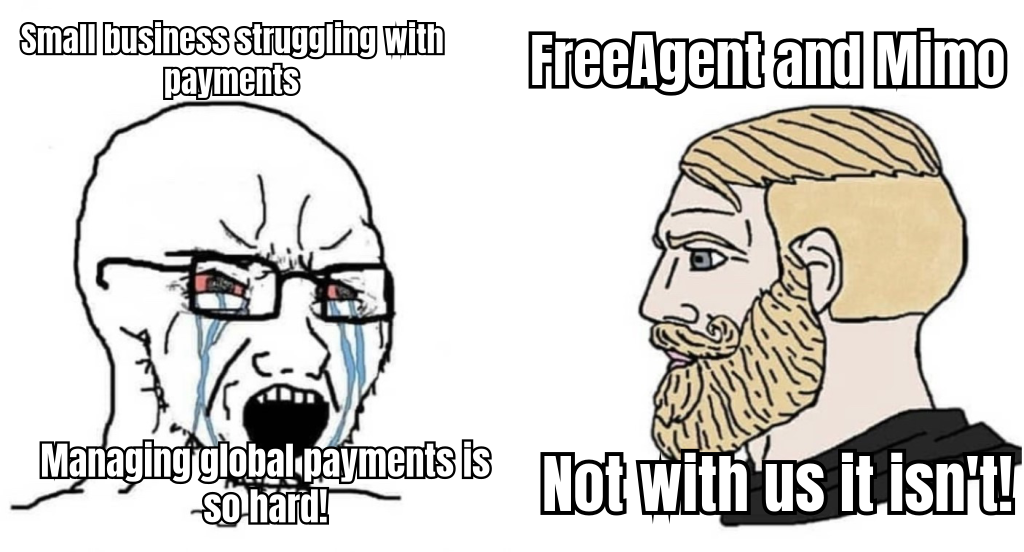 Small business struggling with
payments
Managing global payments is
so hard!
FreeAgent and Mimo
Not with us it isn't!